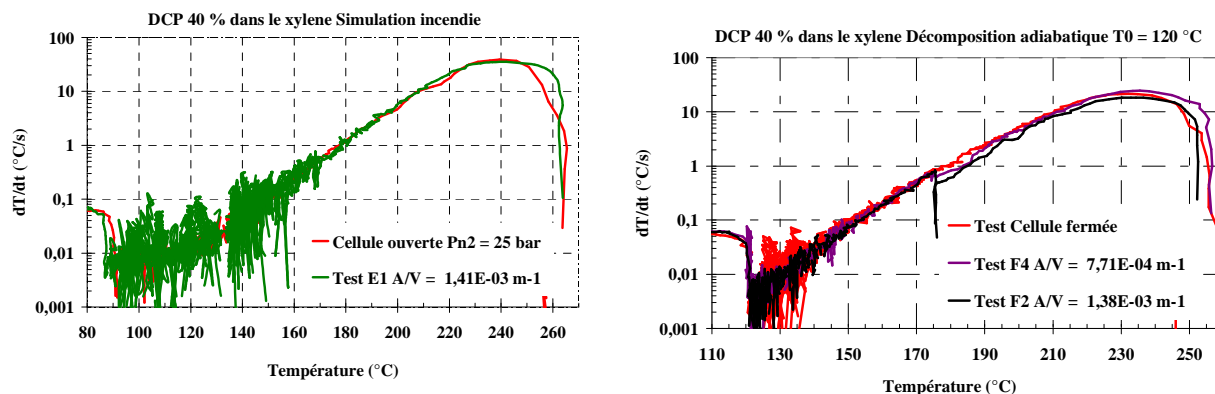 DCP 40 % dans le xylene Simulation incendie
100
10
1
0,1
0,01
0,001
dT/dt (°C/s)
Cellule ouverte Pn2 = 25 bar
Test E1 A/V = 1,41E-03 m-1
80 100 120 140 160 180 200 220 240 260
Température (°C)
DCP 40 % dans le xylene Décomposition adiabatique T0 = 120 °C
100
10
1
0,1
0,01
0,001
dT/dt (°C/s)
Test Cellule fermée
Test F4 A/V = 7,71E-04 m-1
Test F2 A/V = 1,38E-03 m-1
110 130 150 170 190 210 230 250
Température (°C)